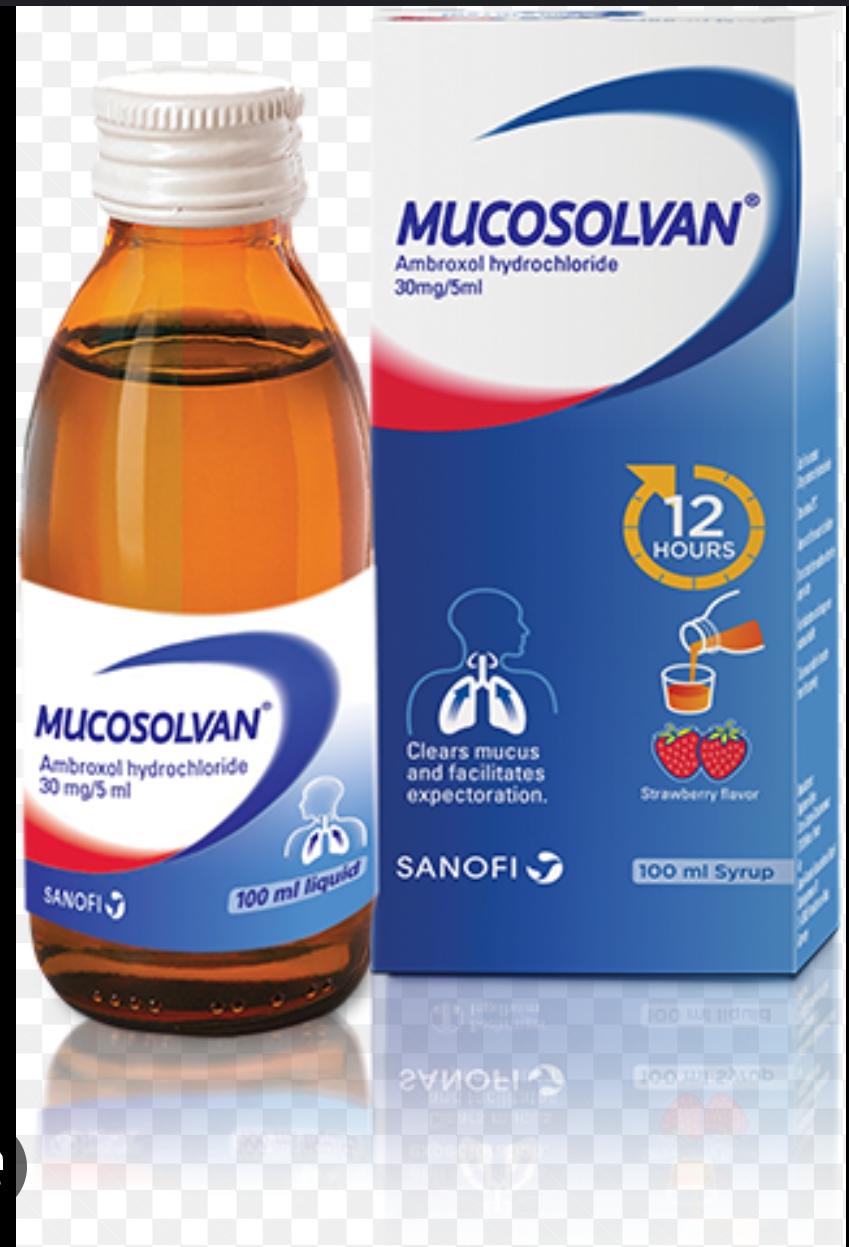 MUCOSOLVAN®
Ambroxol hydrochloride
30 mg/5 ml
SANOFI
100 ml liquid
MUCOSOLVAN®
Ambroxol hydrochloride
30mg/5ml
12
HOURS
Clears mucus
and facilitates
expectoration.
Strawberry flavor
SANOFI
100 ml Syrup